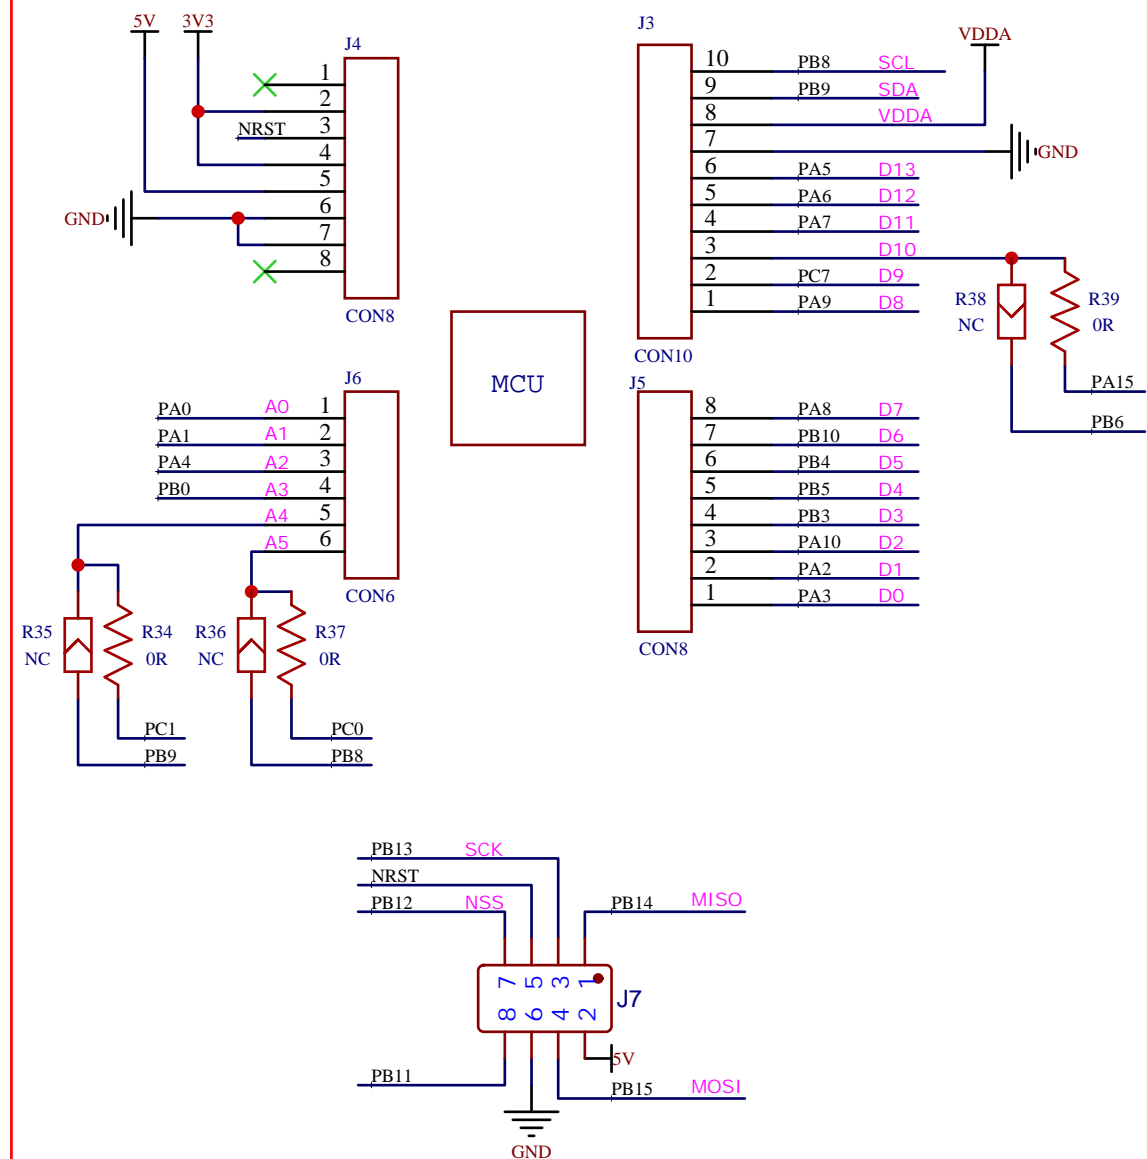 5V 3V3
J4
1
2
NRST 3
4
5
GND 6
7
8
CON8
J3
VDDA
10 PB8 SCL
9 PB9 SDA
8 VDDA
7 GND
6 PA5 D13
5 PA6 D12
4 PA7 D11
3 D10
2 PC7 D9
1 PA9 D8
CON10
R38
NC
R39
0R
PA15
PB6
MCU
J6
PA0 A0 1
PA1 A1 2
PA4 A2 3
PB0 A3 4
A4 5
A5 6
CON6
R35
NC
R34
0R
R36
NC
R37
0R
PC1
PB9
PC0
PB8
J5
8 PA8 D7
7 PB10 D6
6 PB4 D5
5 PB5 D4
4 PB3 D3
3 PA10 D2
2 PA2 D1
1 PA3 D0
CON8
PB13 SCK
NRST
PB12 NSS
PB14 MISO
7 5 3 1
8 6 4 2
J7
5V
PB11
PB15 MOSI
GND